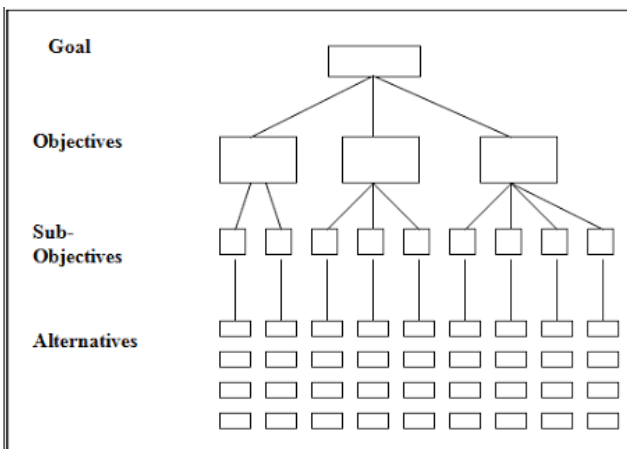 Goal
Objectives
Sub-
Objectives
Alternatives